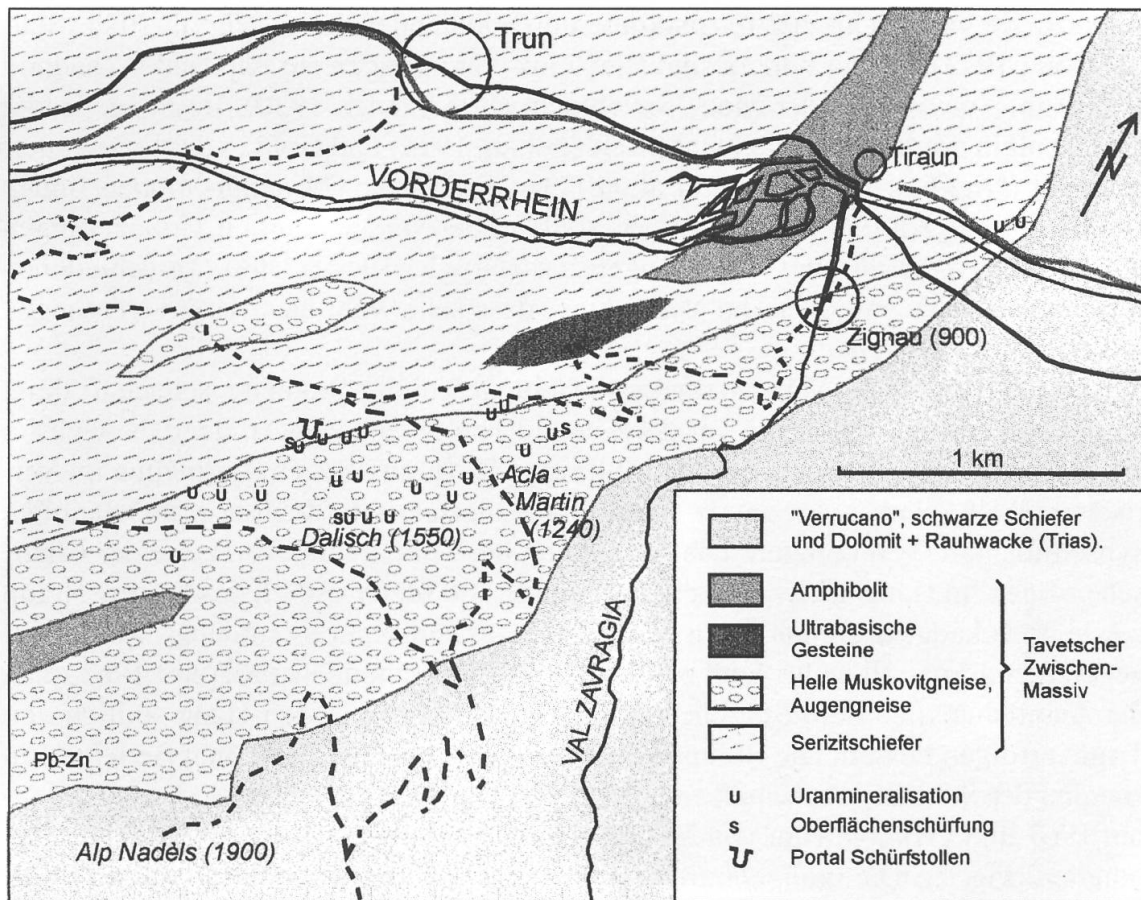 Trun
Tiraun
N
VORDERRHEIN
U U
Zignau (900)
U U
U S
S U U U U
U
Acla
Martin
(1240)
U U
U
U U
U U U
S U U U
Dalisch (1550)
U
1 km
VAL ZAVRAGIA
Pb-Zn
Alp Nadëls (1900)
"Verrucano", schwarze Schiefer
und Dolomit + Rauhwacke (Trias).
Amphibolit
Ultrabasische
Gesteine
Helle Muskovitgneise,
Augengneise
Serizitschiefer
Tavetscher
Zwischen-
Massiv
U Uranmineralisation
S Oberflächenschürfung
Portal Schürfstollen